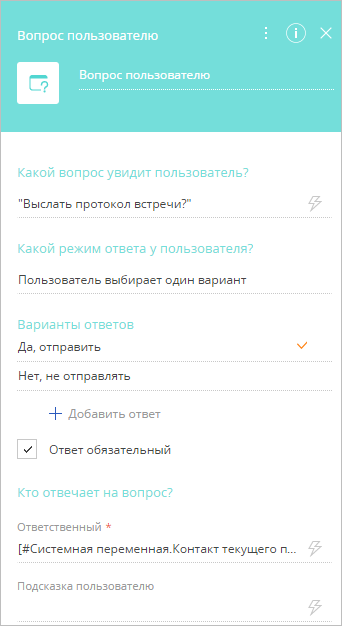 Вопрос пользователю
Вопрос пользователю
Какой вопрос увидит пользователь?
"Выслать протокол встречи?"
Какой режим ответа у пользователя?
Пользователь выбирает один вариант
Варианты ответов
Да, отправить
Нет, не отправлять
Добавить ответ
Ответ обязательный
Кто отвечает на вопрос?
Ответственный *
[#Системная переменная.Контакт текущего п...
Подсказка пользователю